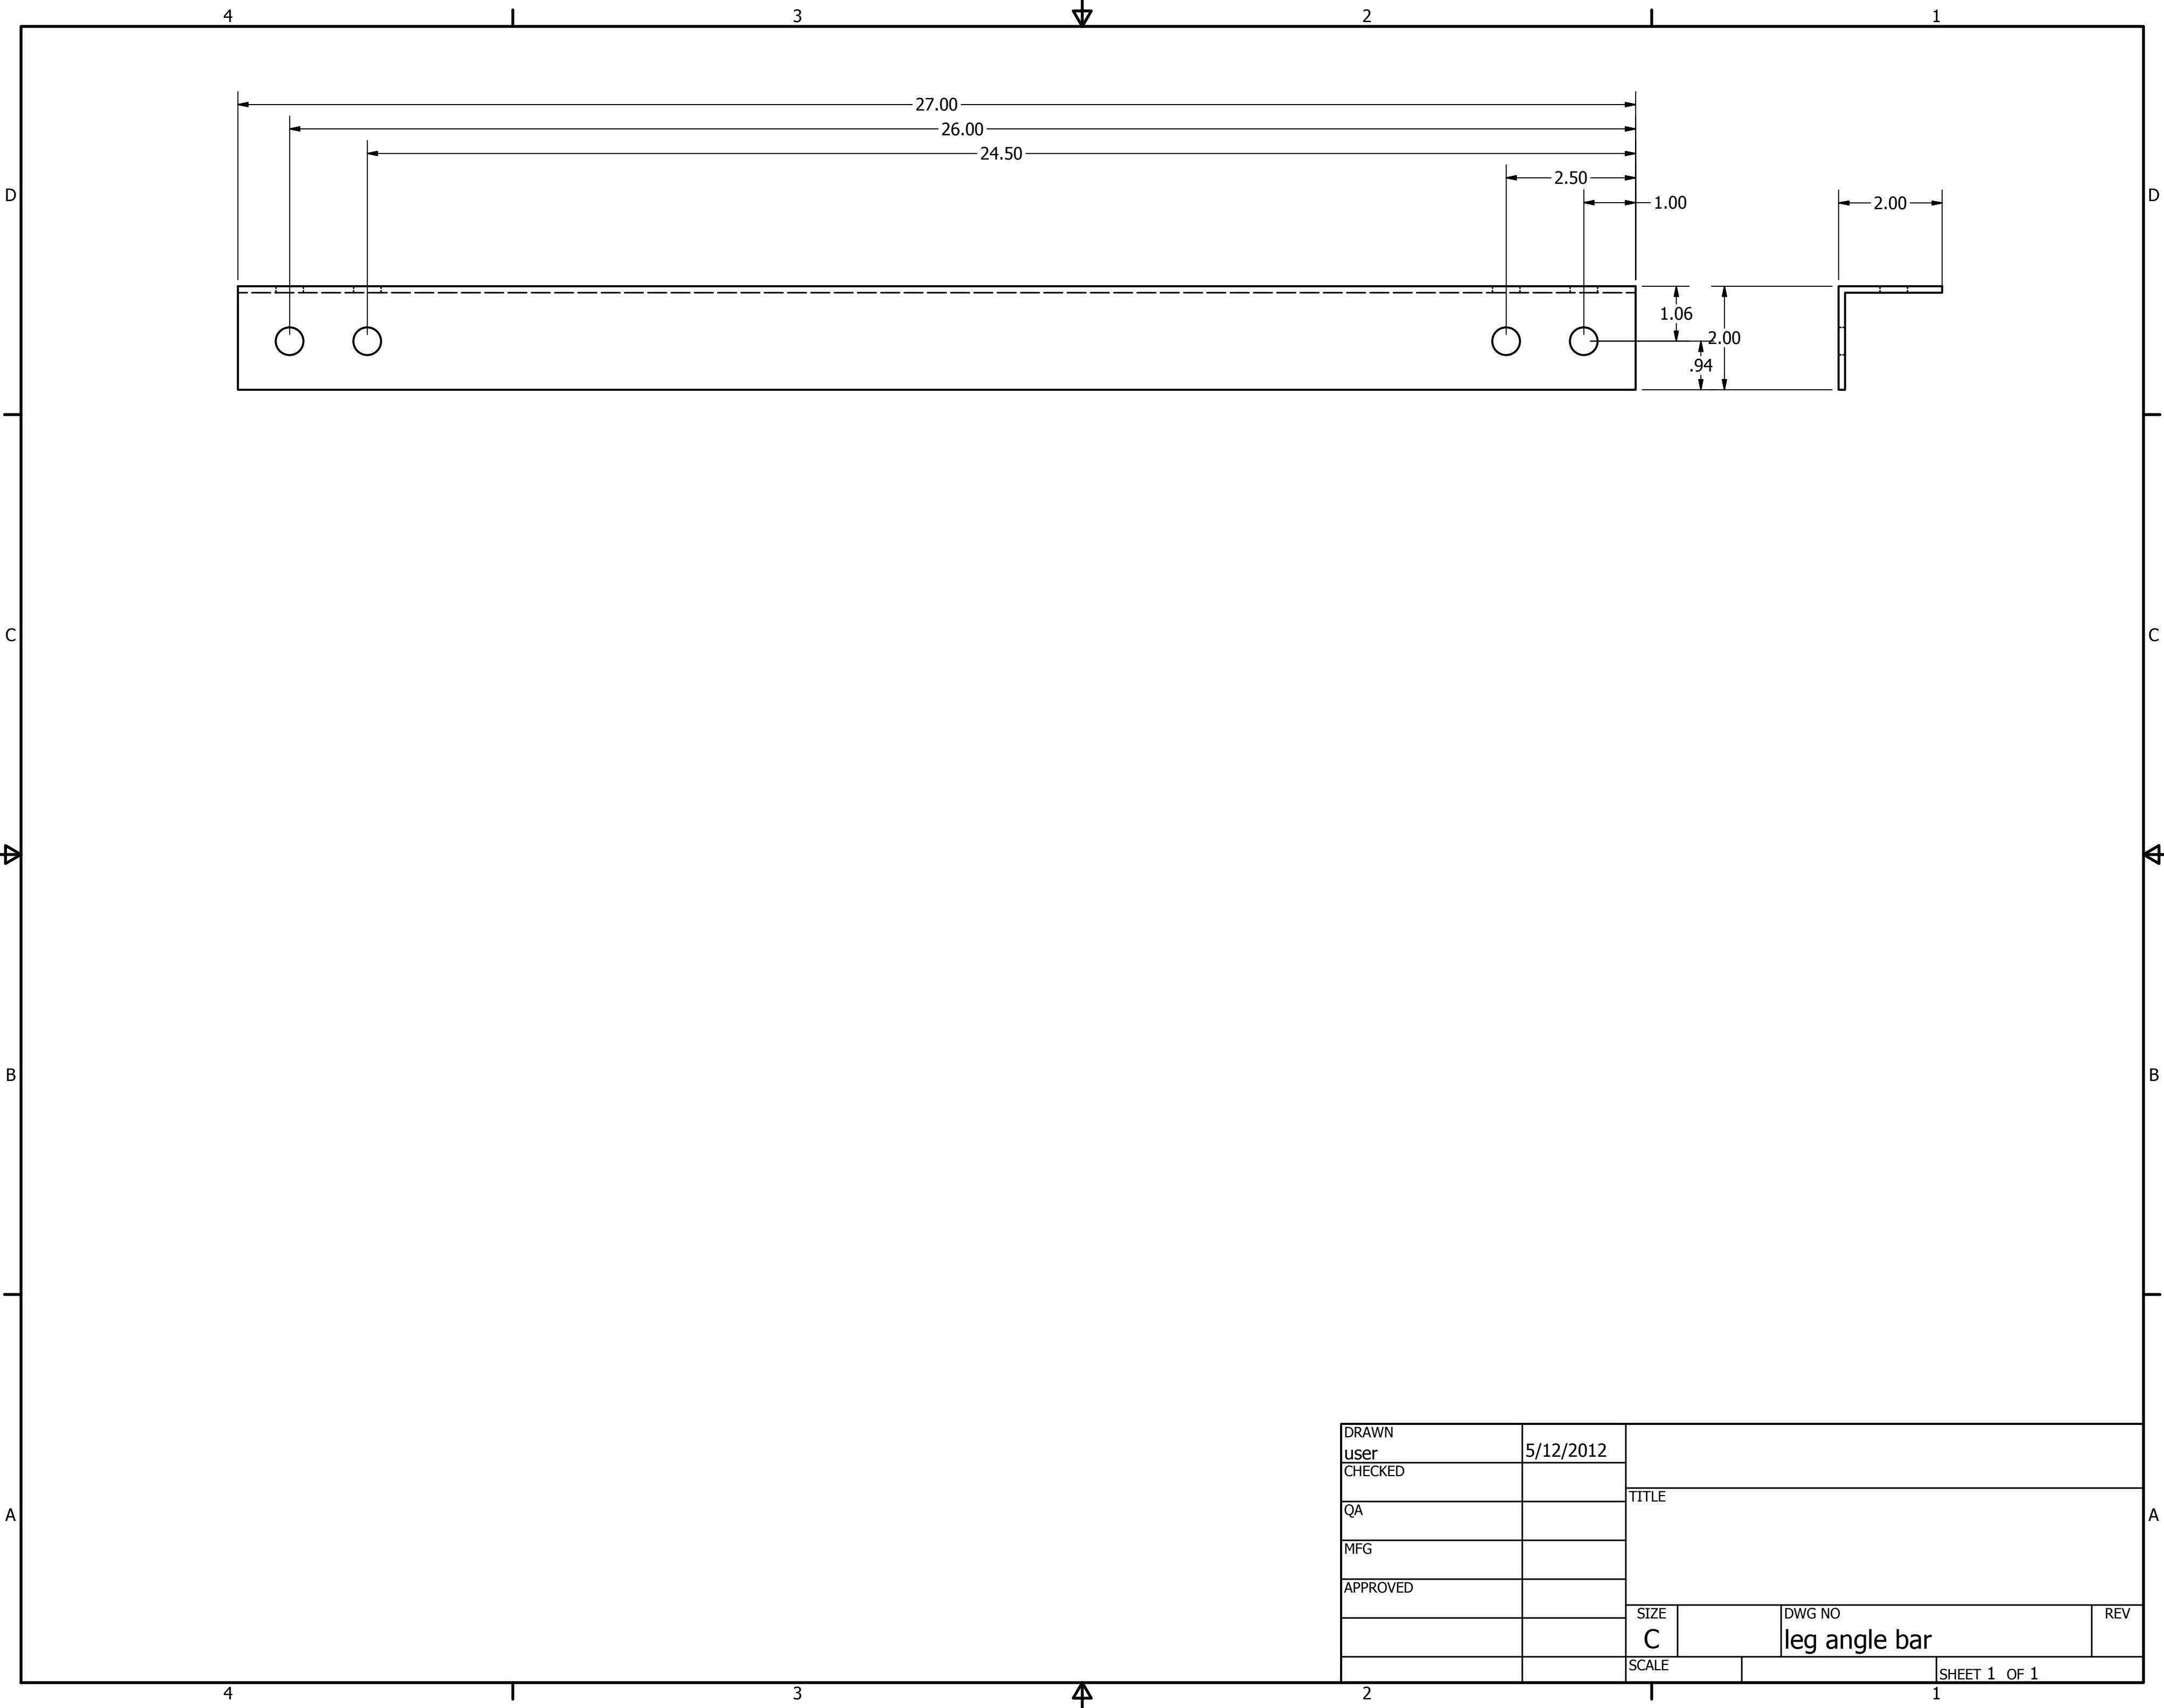 4 3 2 1
27.00
26.00
24.50
2.50
1.00
2.00
D D
1.06
2.00
.94
C C
B B
DRAWN
user 5/12/2012
CHECKED
TITLE
QA
A A
MFG
APPROVED
SIZE DWG NO REV
C leg angle bar
SCALE
SHEET 1 OF 1
4 3 2 1